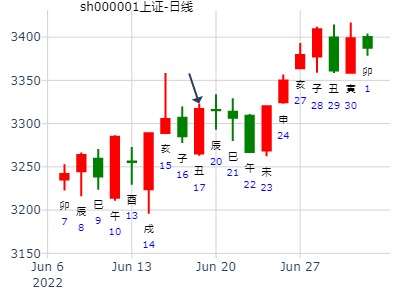 sh000001上证-日线
3400
3350
3300
3250
3200
3150
卯
7
辰
8
巳
9
午
10
酉
13
戌
14
亥
15
子
16
丑
17
辰
20
巳
21
午
22
未
23
申
24
亥
27
子
28
丑
29
寅
30
卯
1
Jun 6
2022
Jun 13
Jun 20
Jun 27